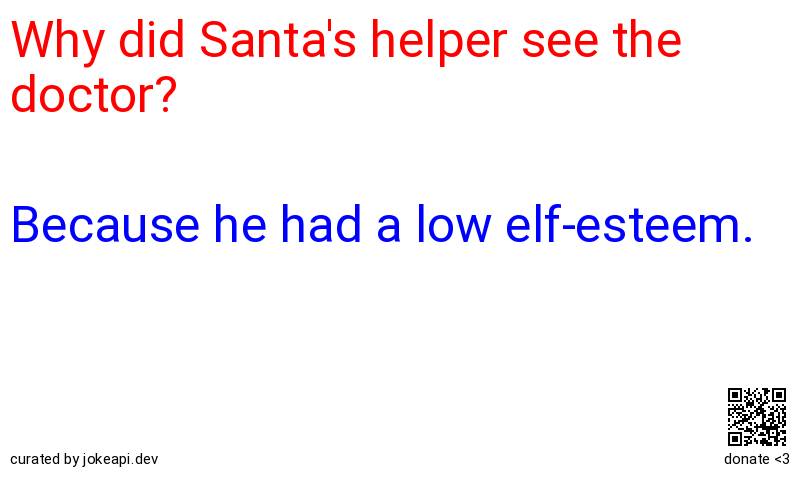 Why did Santa's helper see the
doctor?
Because he had a low elf-esteem.
curated by jokeapi.dev
donate <3